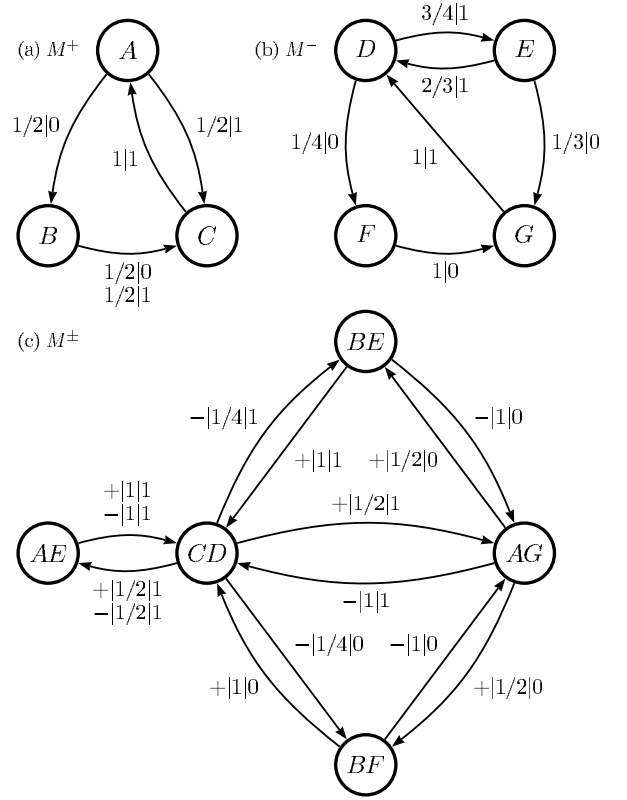 (a) M⁺
A
1/2|0
1/2|1
1|1
B
C
1/2|0
1/2|1
(b) M⁻
D
3/4|1
E
2/3|1
1/4|0
1|1
1/3|0
F
G
1|0
(c) M±
BE
−|1/4|1
−|1|0
+|1|1
+|1/2|0
+|1|1
−|1|1
+|1/2|1
AE
CD
AG
+|1/2|1
−|1/2|1
−|1|1
−|1/4|0
−|1|0
+|1|0
+|1/2|0
BF